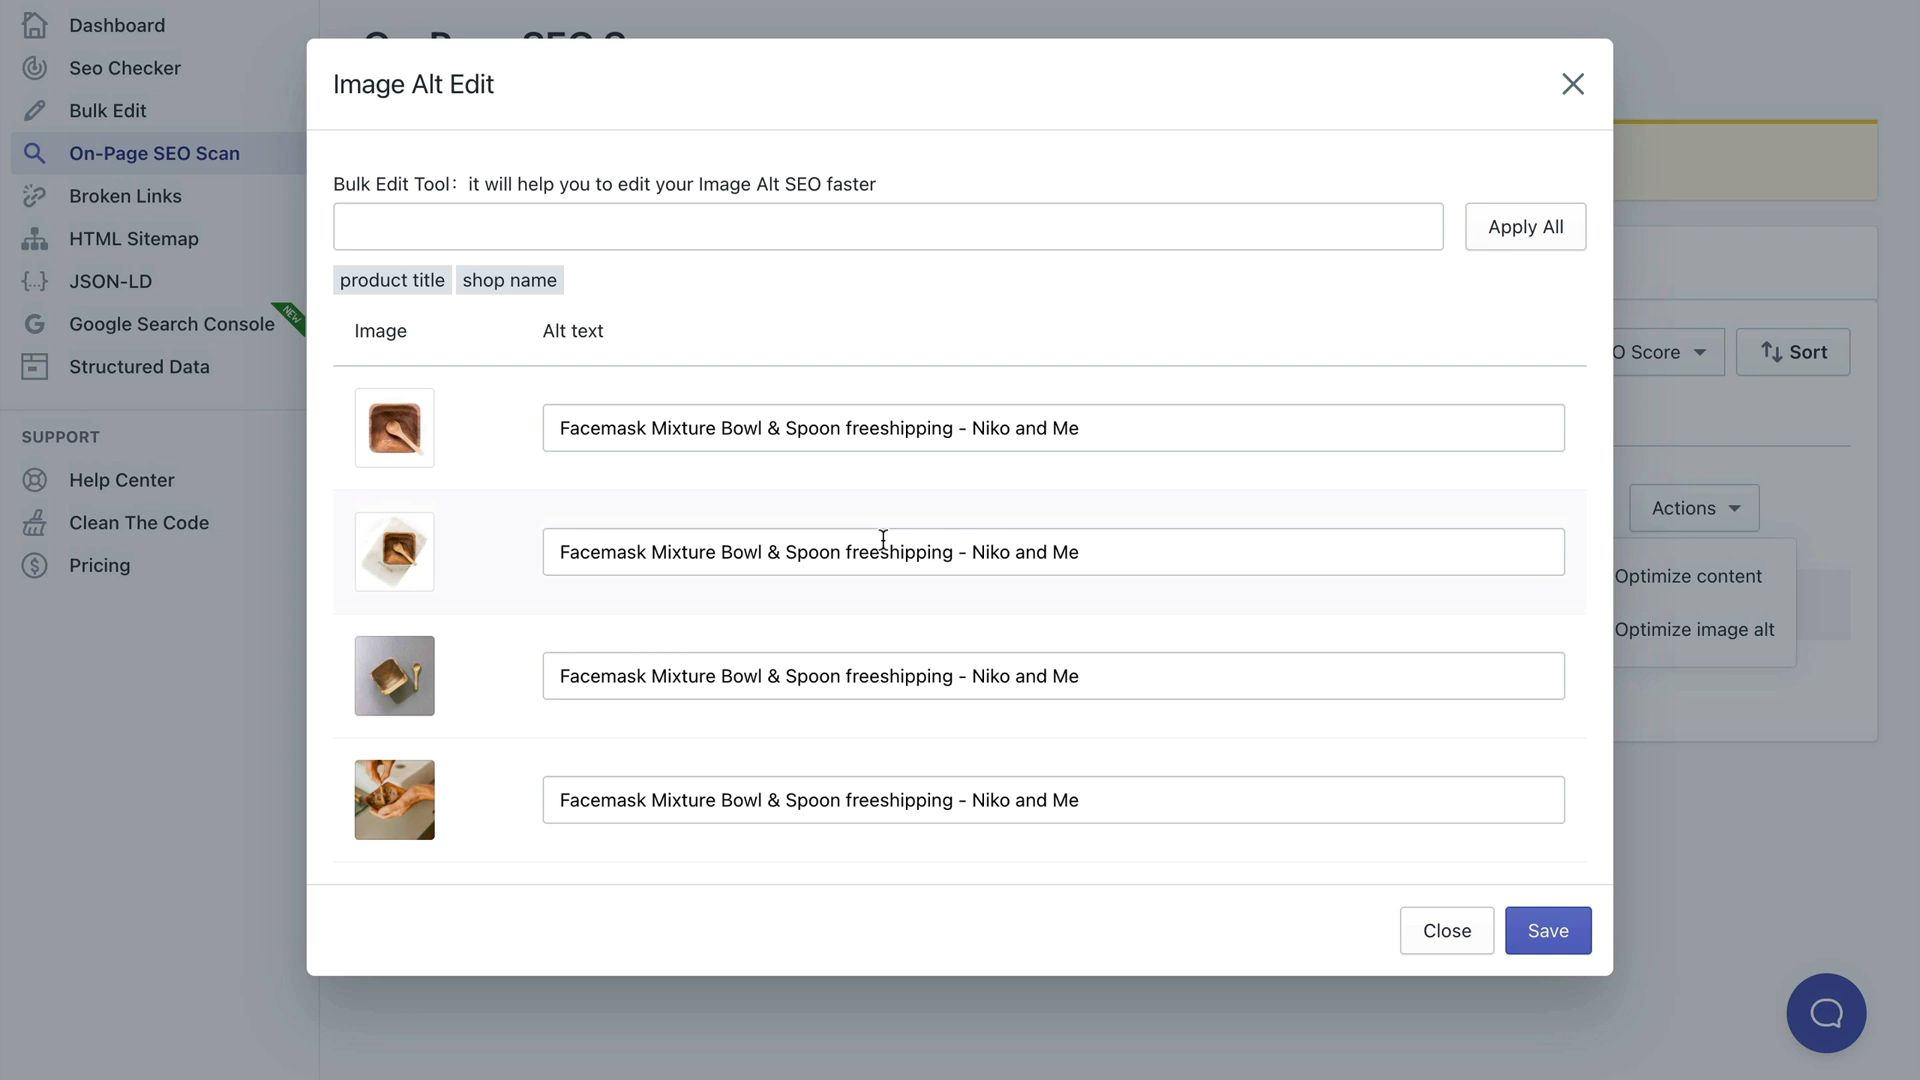 Dashboard
Seo Checker
Bulk Edit
On-Page SEO Scan
Broken Links
HTML Sitemap
JSON-LD
Google Search Console
NEW
Structured Data
SUPPORT
Help Center
Clean The Code
Pricing
Image Alt Edit
Bulk Edit Tool: it will help you to edit your Image Alt SEO faster
Apply All
product title shop name
Image Alt text
Facemask Mixture Bowl & Spoon freeshipping - Niko and Me
Facemask Mixture Bowl & Spoon freeshipping - Niko and Me
Facemask Mixture Bowl & Spoon freeshipping - Niko and Me
Facemask Mixture Bowl & Spoon freeshipping - Niko and Me
Close Save
O Score Sort
Actions
Optimize content
Optimize image alt